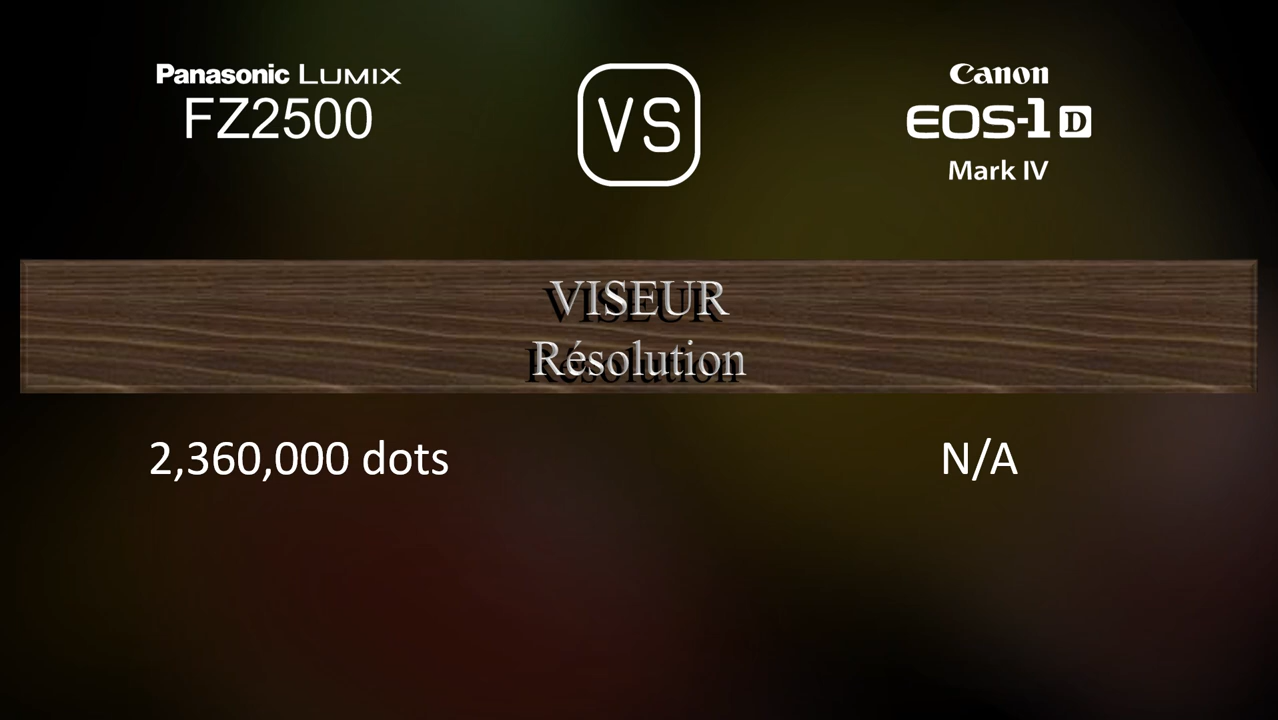 Panasonic LUMIX
FZ2500
VS
Canon
EOS-1D
Mark IV
VISEUR
Résolution
2,360,000 dots
N/A